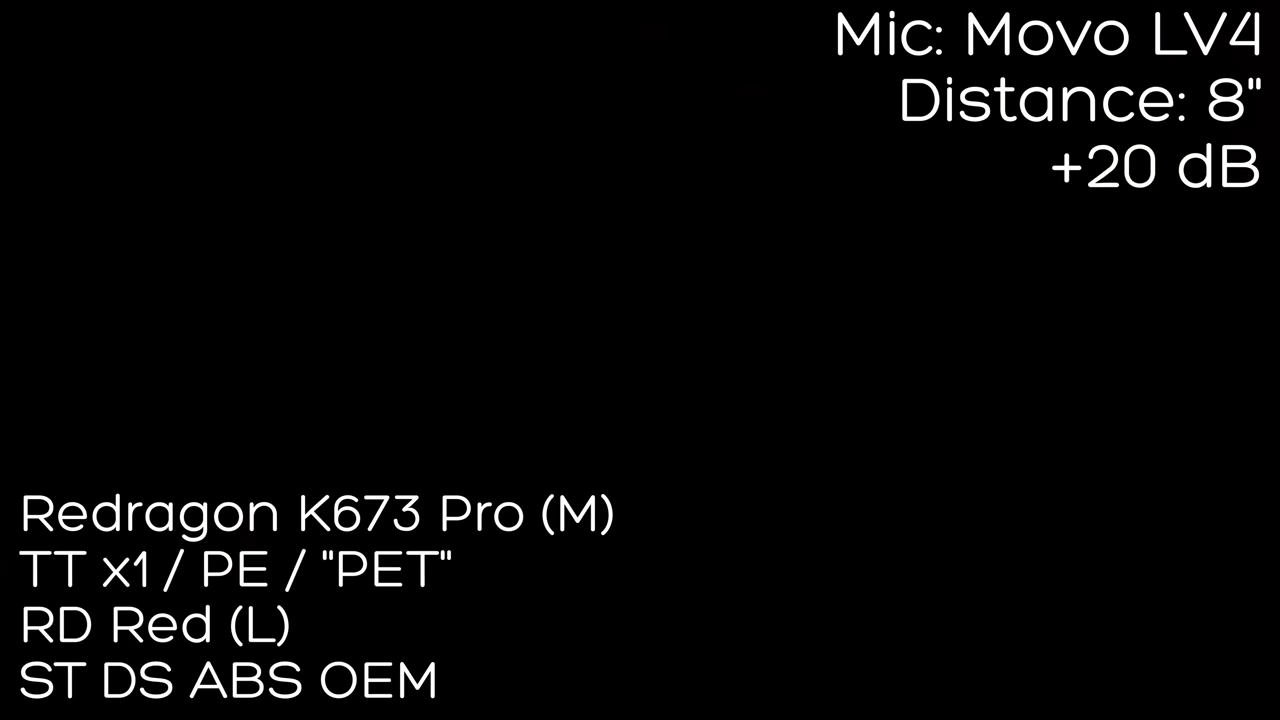 Mic: Movo LV4
Distance: 8"
+20 dB
Redragon K673 Pro (M)
TT x1 / PE / "PET"
RD Red (L)
ST DS ABS OEM